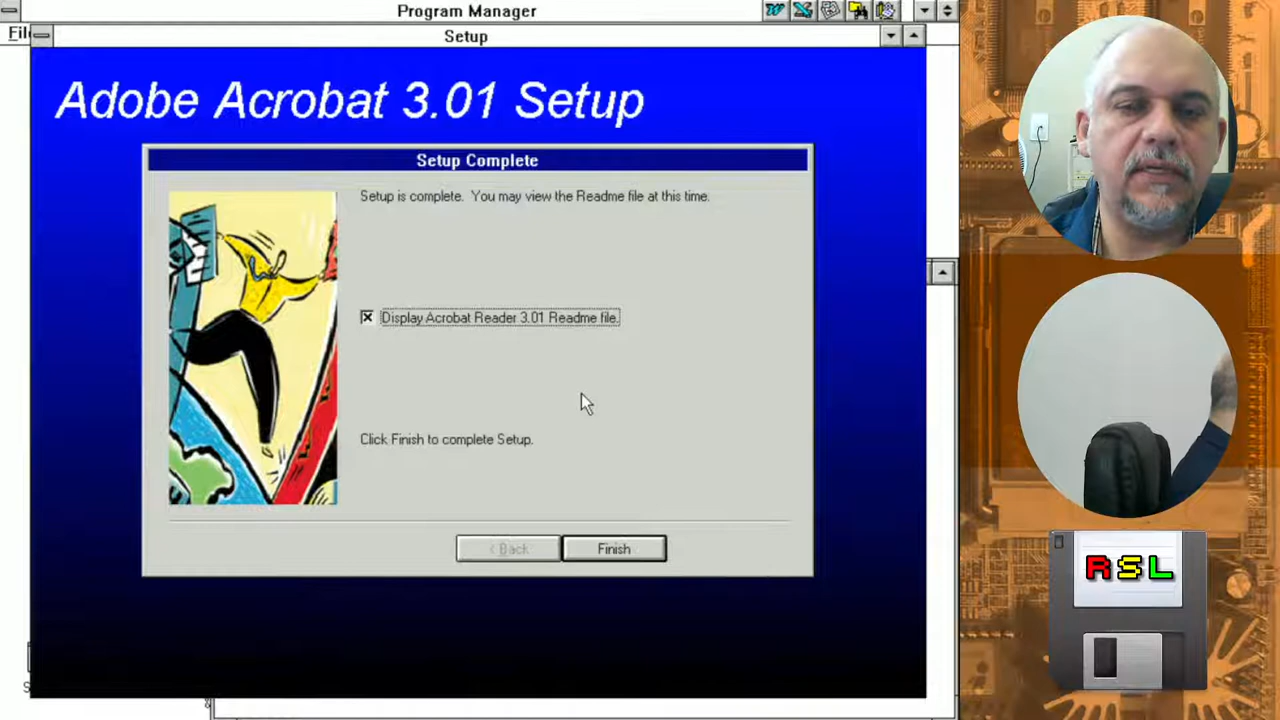 Program Manager
Fil
Setup
Adobe Acrobat 3.01 Setup
Setup Complete
Setup is complete. You may view the Readme file at this time.
Display Acrobat Reader 3.01 Readme file.
Click Finish to complete Setup.
< Back
Finish
RSL